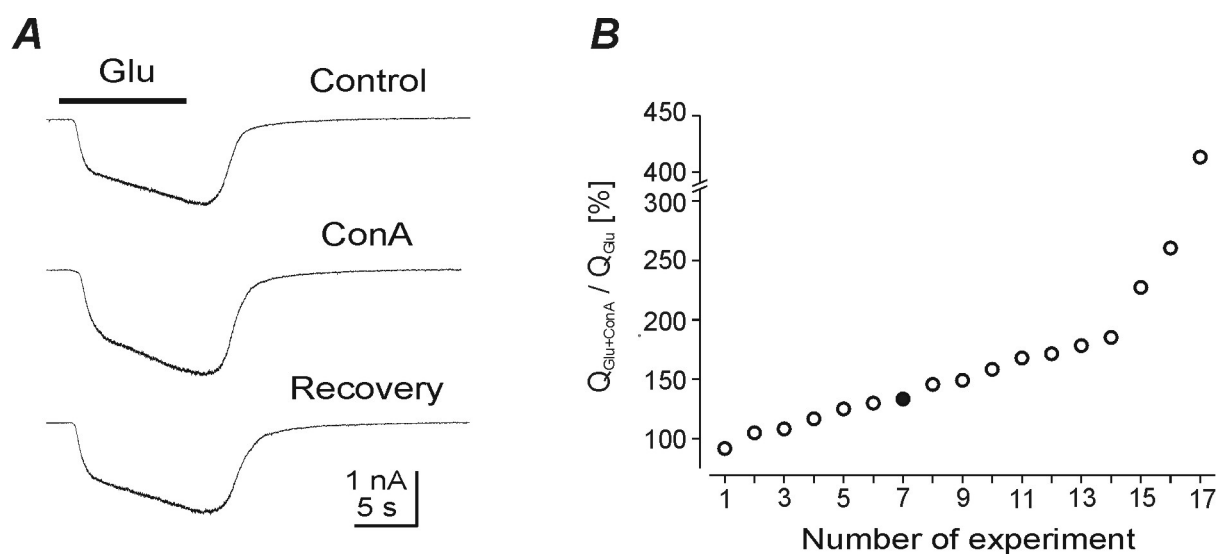 A
Glu
Control
ConA
Recovery
1 nA
5 s
B
Q_Glu+ConA / Q_Glu [%]
450
400
300
250
200
150
100
1 3 5 7 9 11 13 15 17
Number of experiment